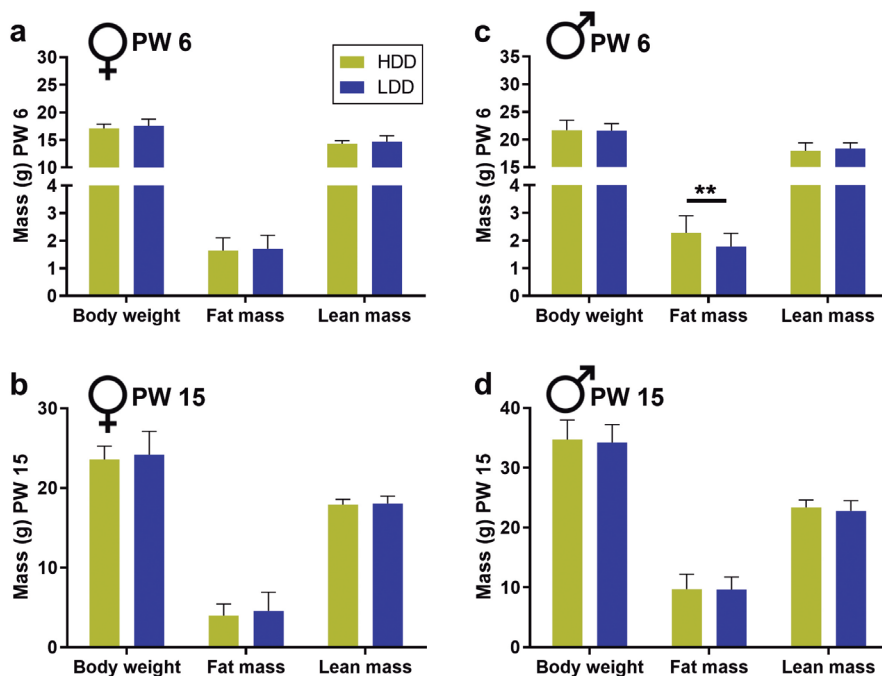 a
PW 6
HDD
LDD
Mass (g) PW 6
30
25
20
15
10
4
3
2
1
0
Body weight
Fat mass
Lean mass
c
PW 6
Mass (g) PW 6
35
30
25
20
15
4
3
2
1
0
**
Body weight
Fat mass
Lean mass
b
PW 15
Mass (g) PW 15
30
20
10
0
Body weight
Fat mass
Lean mass
d
PW 15
Mass (g) PW 15
40
30
20
10
0
Body weight
Fat mass
Lean mass